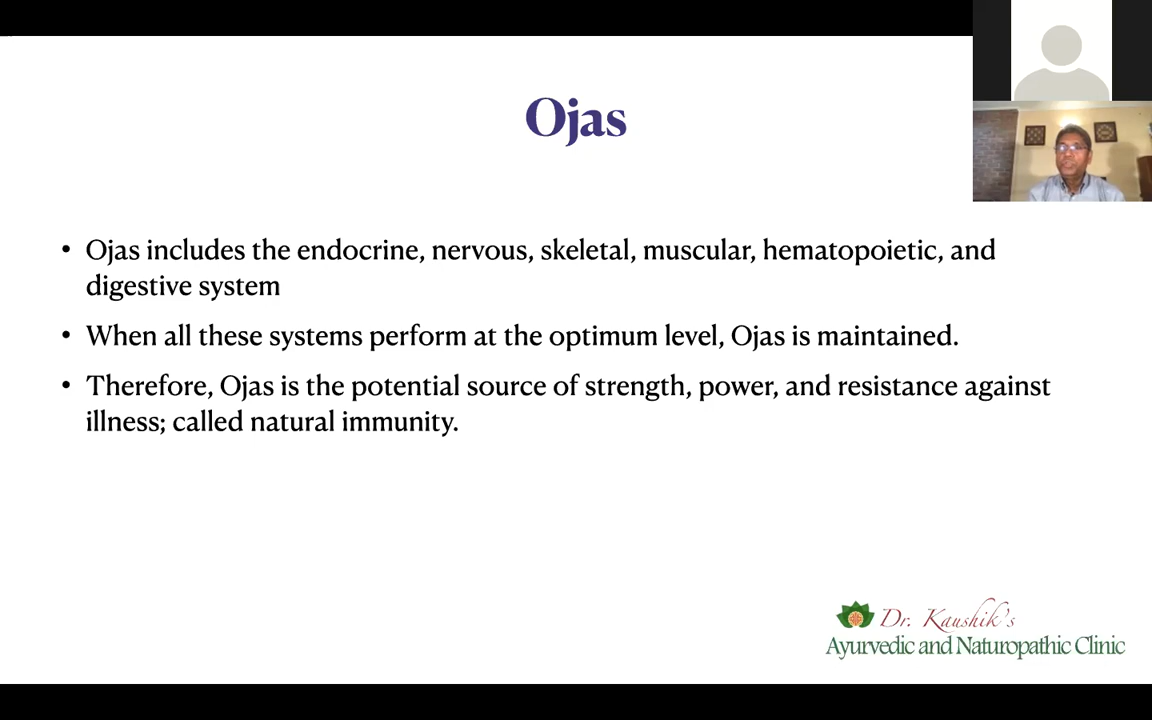 Ojas
• Ojas includes the endocrine, nervous, skeletal, muscular, hematopoietic, and
digestive system
• When all these systems perform at the optimum level, Ojas is maintained.
• Therefore, Ojas is the potential source of strength, power, and resistance against
illness; called natural immunity.
Dr. Kaushik's
Ayurvedic and Naturopathic Clinic